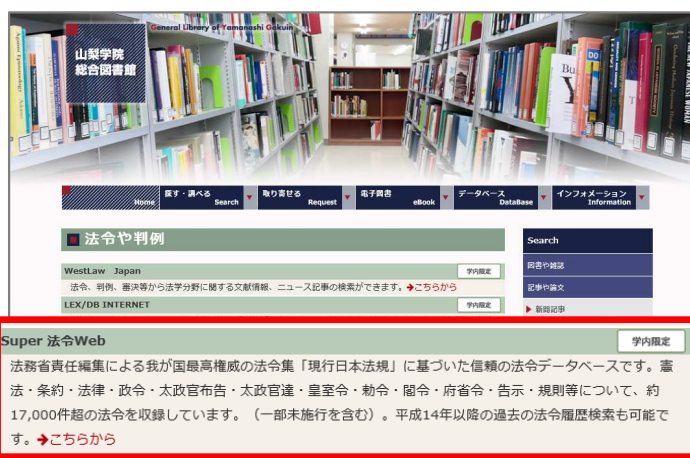 General Library of Yamanashi Gakuin
山梨学院
総合図書館
Home
探す・調べる
Search
取り寄せる
Request
電子図書
eBook
データベース
DataBase
インフォメーション
Information
法令や判例
Search
WestLaw Japan
学内限定
図書や雑誌
法令、判例、審決等から法学分野に関する文献情報、ニュース記事の検索ができます。➔こちらから
記事や論文
LEX/DB INTERNET
学内限定
新聞記事
Super 法令Web
学内限定
法務省責任編集による我が国最高権威の法令集「現行日本法規」に基づいた信頼の法令データベースです。憲
法・条約・法律・政令・太政官布告・太政官達・皇室令・勅令・閣令・府省令・告示・規則等について、約
17,000件超の法令を収録しています。（一部未施行を含む）。平成14年以降の過去の法令履歴検索も可能で
す。➔こちらから